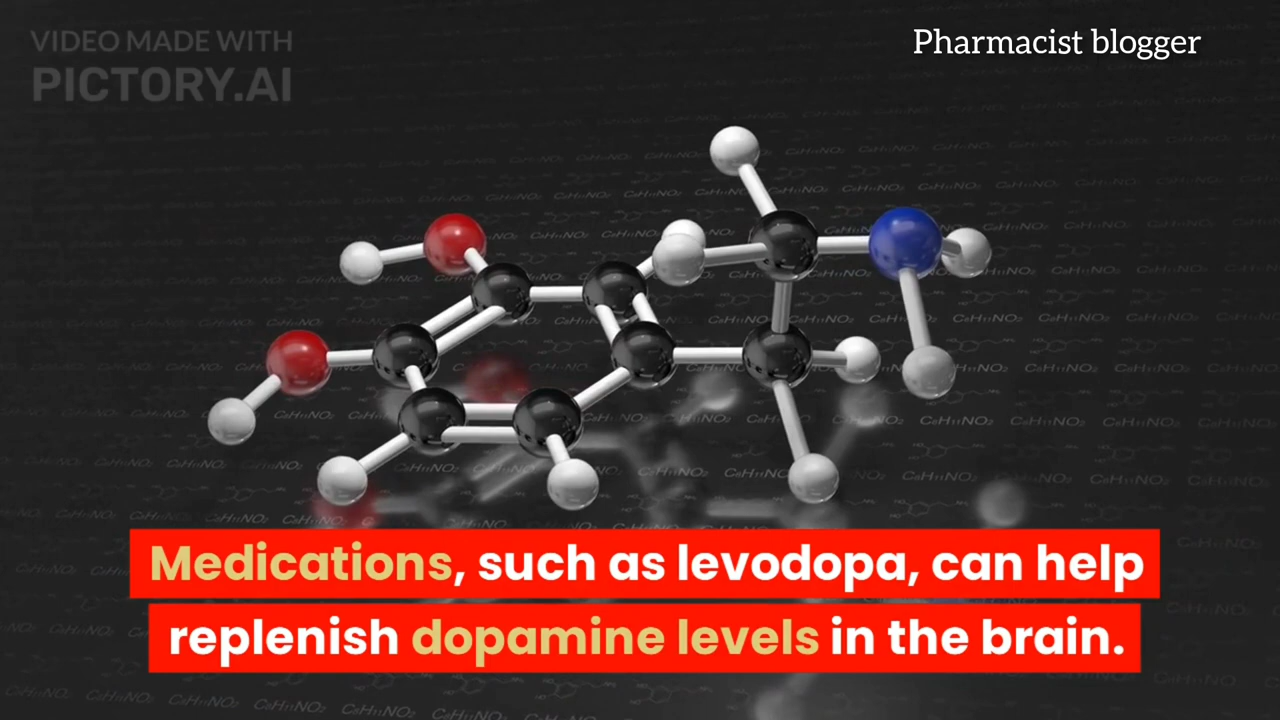 VIDEO MADE WITH
PICTORY.AI
Pharmacist blogger
C₈H₁₁NO₂
Medications, such as levodopa, can help
replenish dopamine levels in the brain.